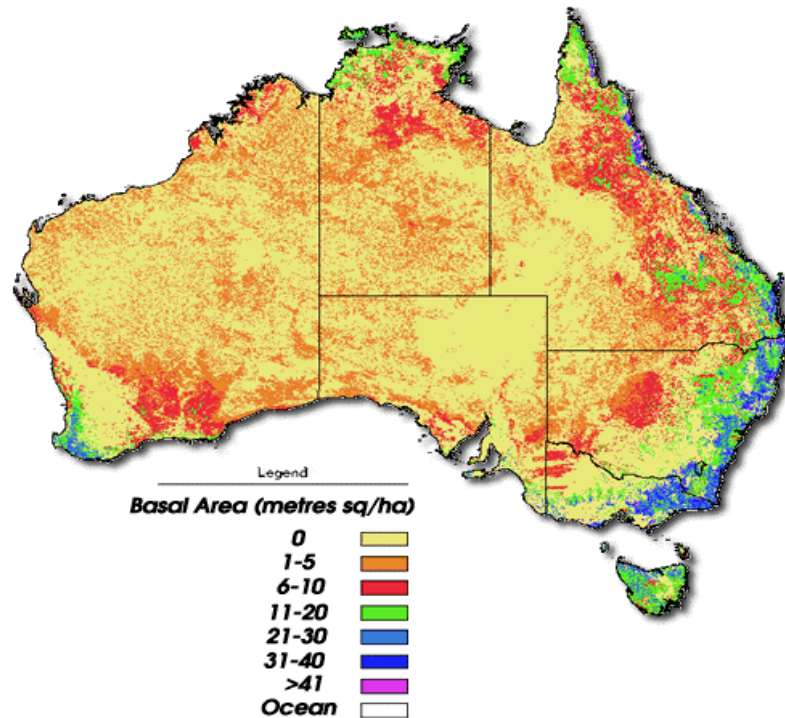 Legend
Basal Area (metres sq/ha)
0
1-5
6-10
11-20
21-30
31-40
>41
Ocean